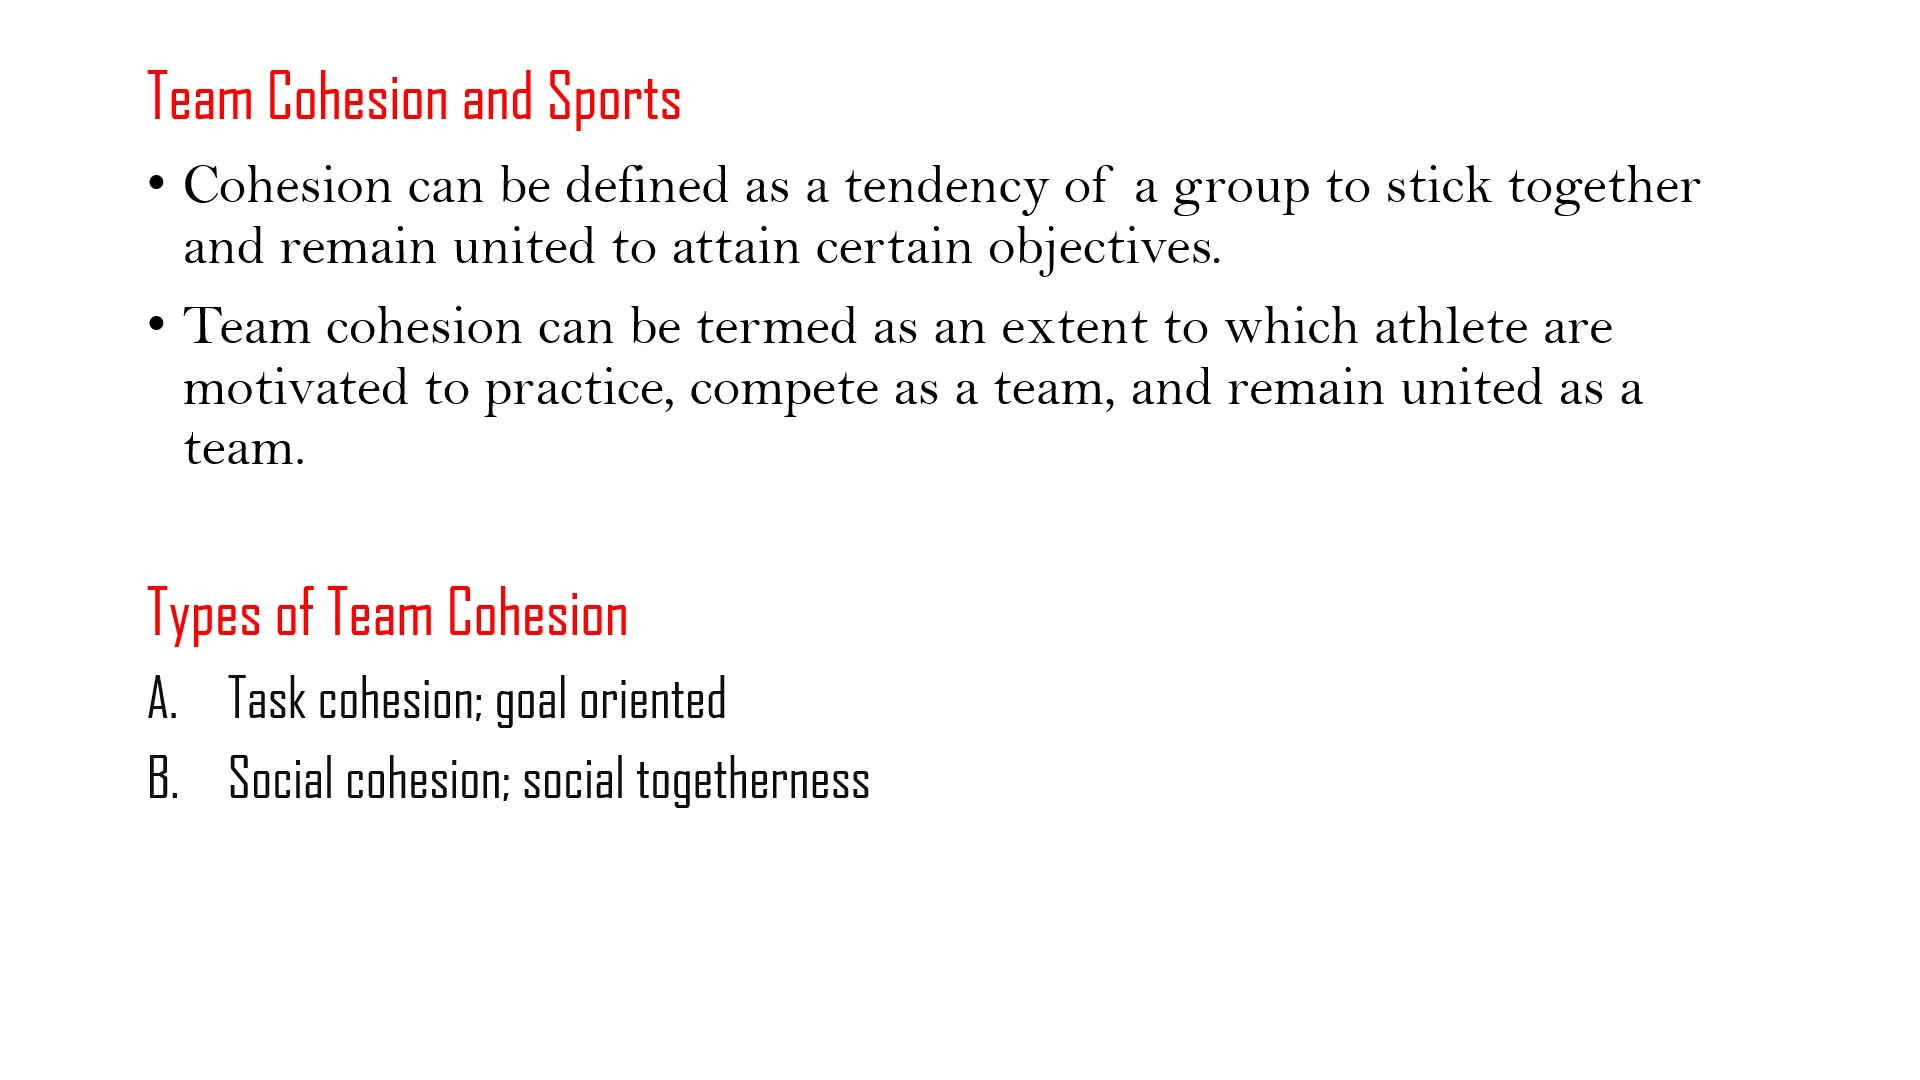 Team Cohesion and Sports
• Cohesion can be defined as a tendency of a group to stick together
and remain united to attain certain objectives.
• Team cohesion can be termed as an extent to which athlete are
motivated to practice, compete as a team, and remain united as a
team.
Types of Team Cohesion
A. Task cohesion; goal oriented
B. Social cohesion; social togetherness